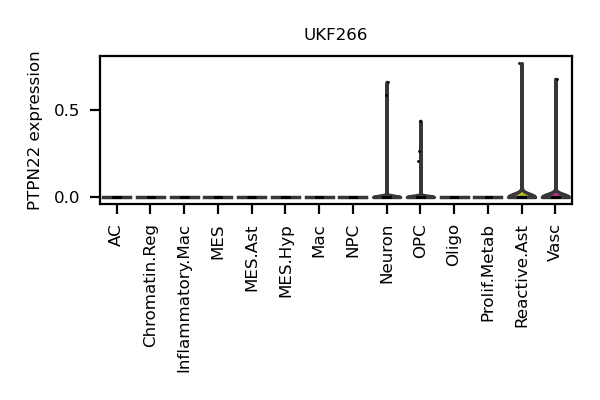 UKF266
PTPN22 expression
0.5
0.0
AC
Chromatin.Reg
Inflammatory.Mac
MES
MES.Ast
MES.Hyp
Mac
NPC
Neuron
OPC
Oligo
Prolif.Metab
Reactive.Ast
Vasc